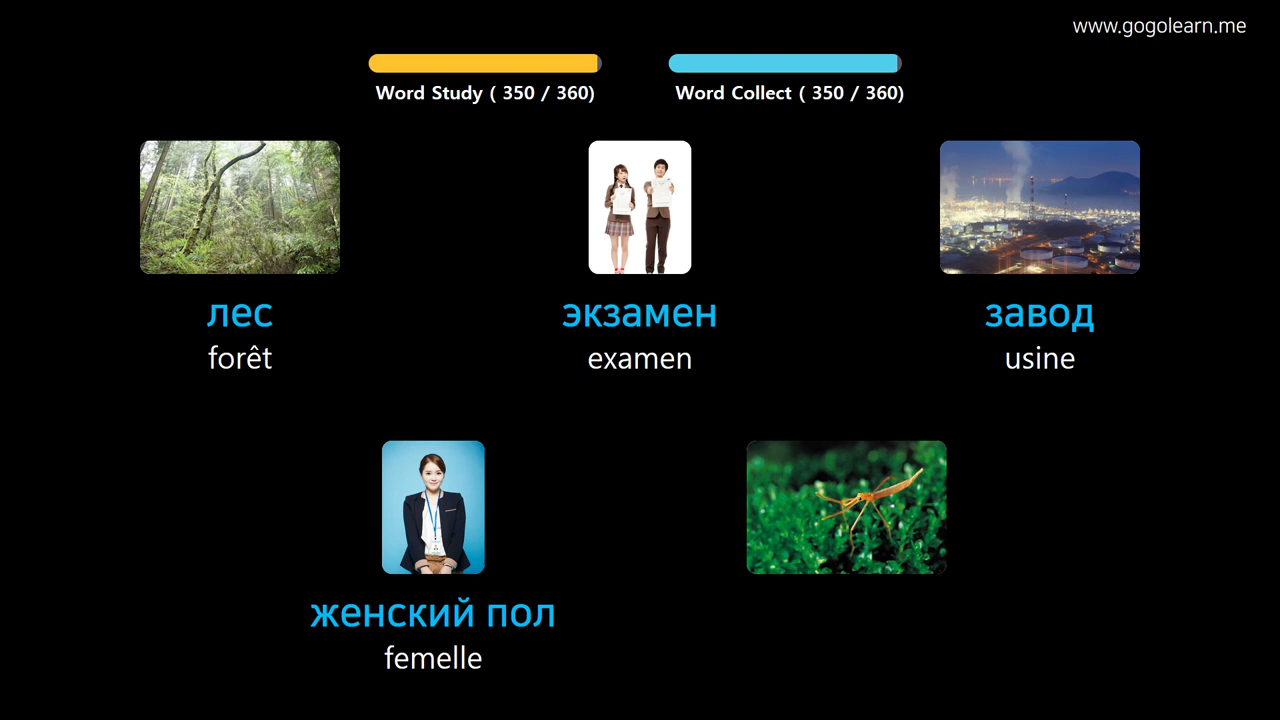 www.gogolearn.me
Word Study ( 350 / 360)
Word Collect ( 350 / 360)
лес
forêt
экзамен
examen
завод
usine
женский пол
femelle